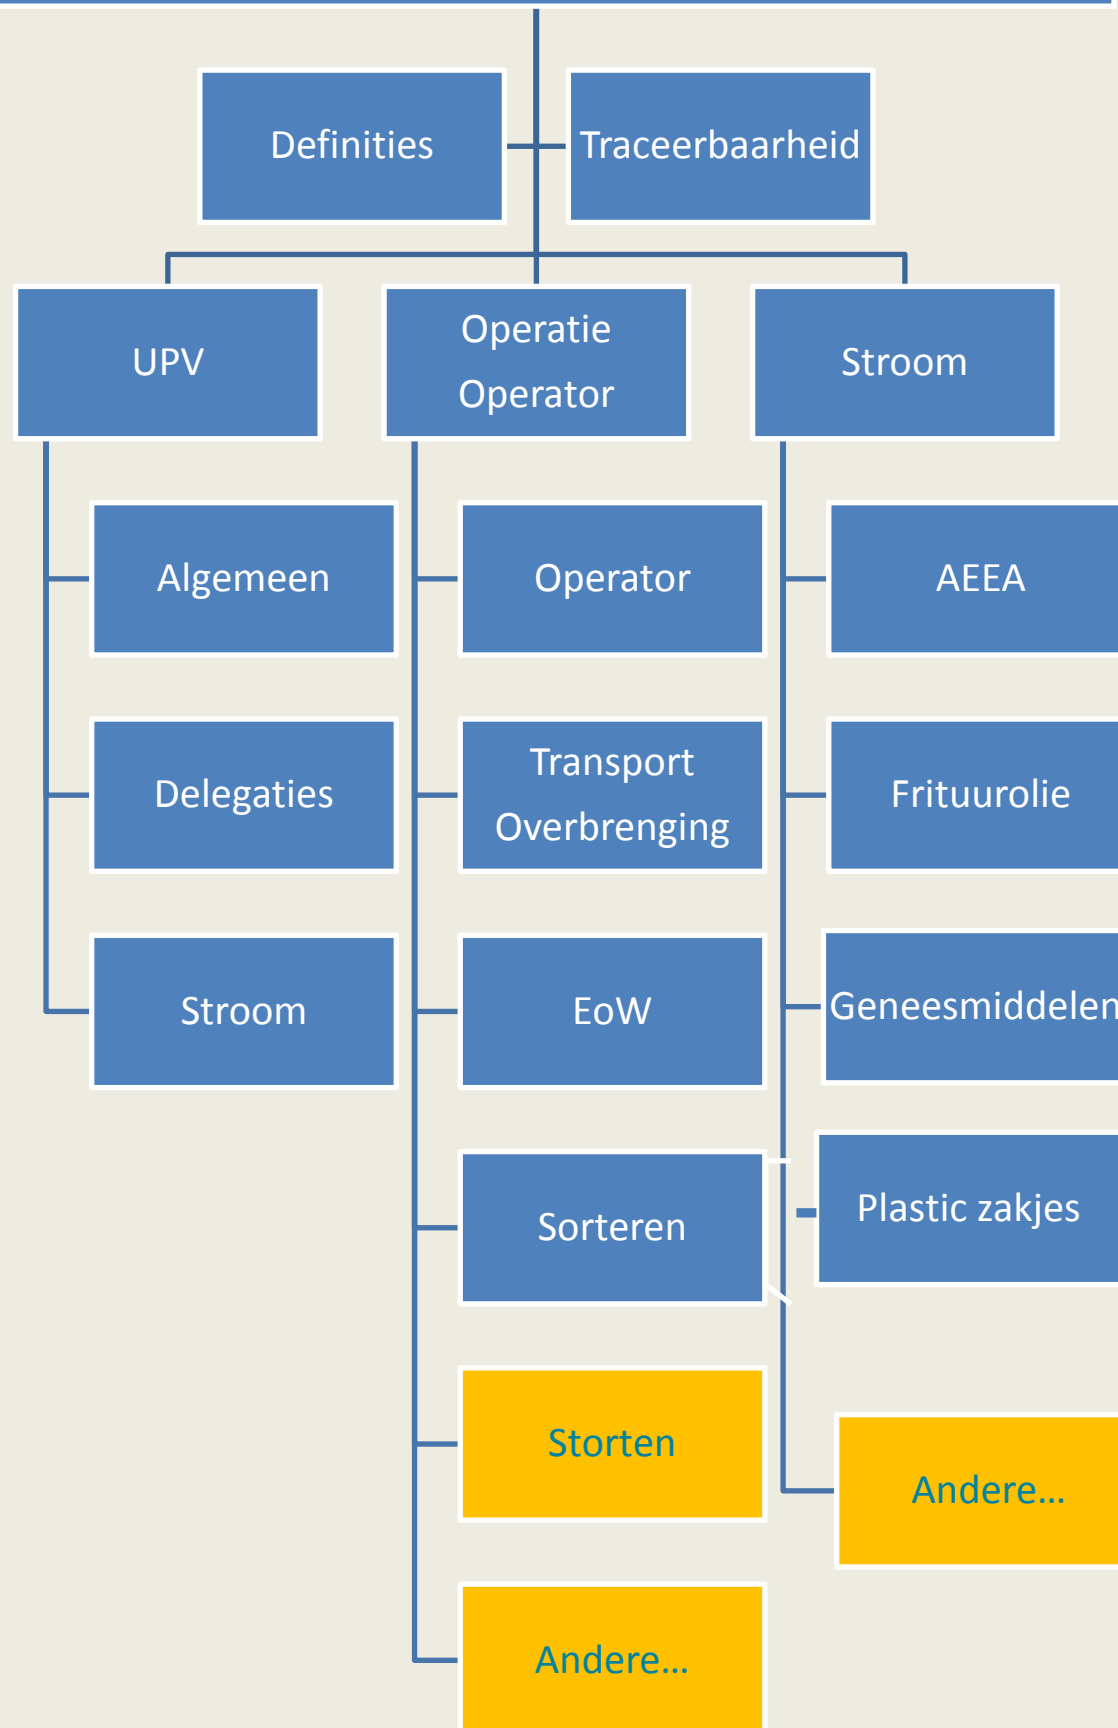 Definities
Traceerbaarheid
UPV
Operatie
Operator
Stroom
Algemeen
Operator
AEEA
Delegaties
Transport
Overbrenging
Frituurolie
Stroom
EoW
Geneesmiddelen
Sorteren
Plastic zakjes
Storten
Andere...
Andere...